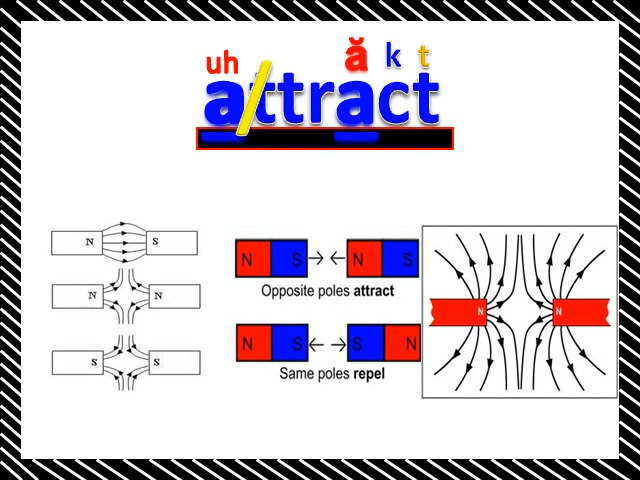 uh ă k t
attract
N S
N N
S S
N S N S
Opposite poles attract
N S S N
Same poles repel
N N